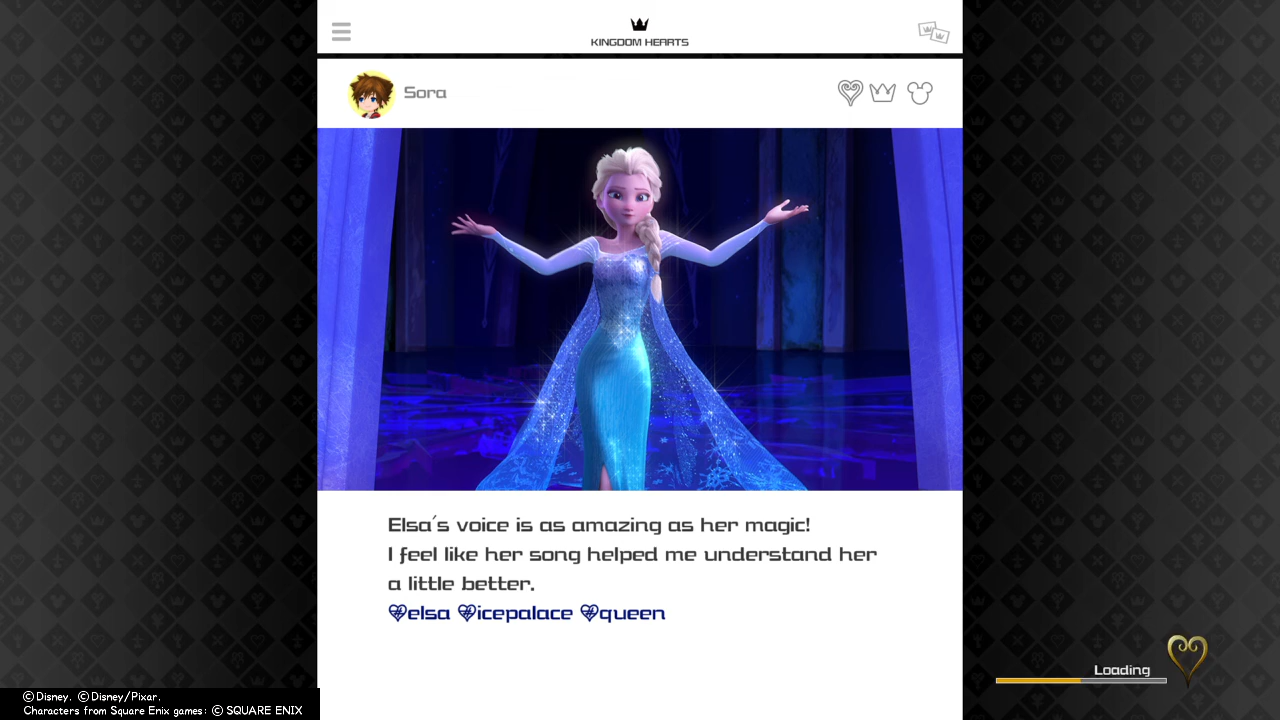 KINGDOM HEARTS
Sora
Elsa's voice is as amazing as her magic!
I feel like her song helped me understand her
a little better.
#elsa #icepalace #queen
Loading
©Disney. ©Disney/Pixar.
Characters from Square Enix games: © SQUARE ENIX